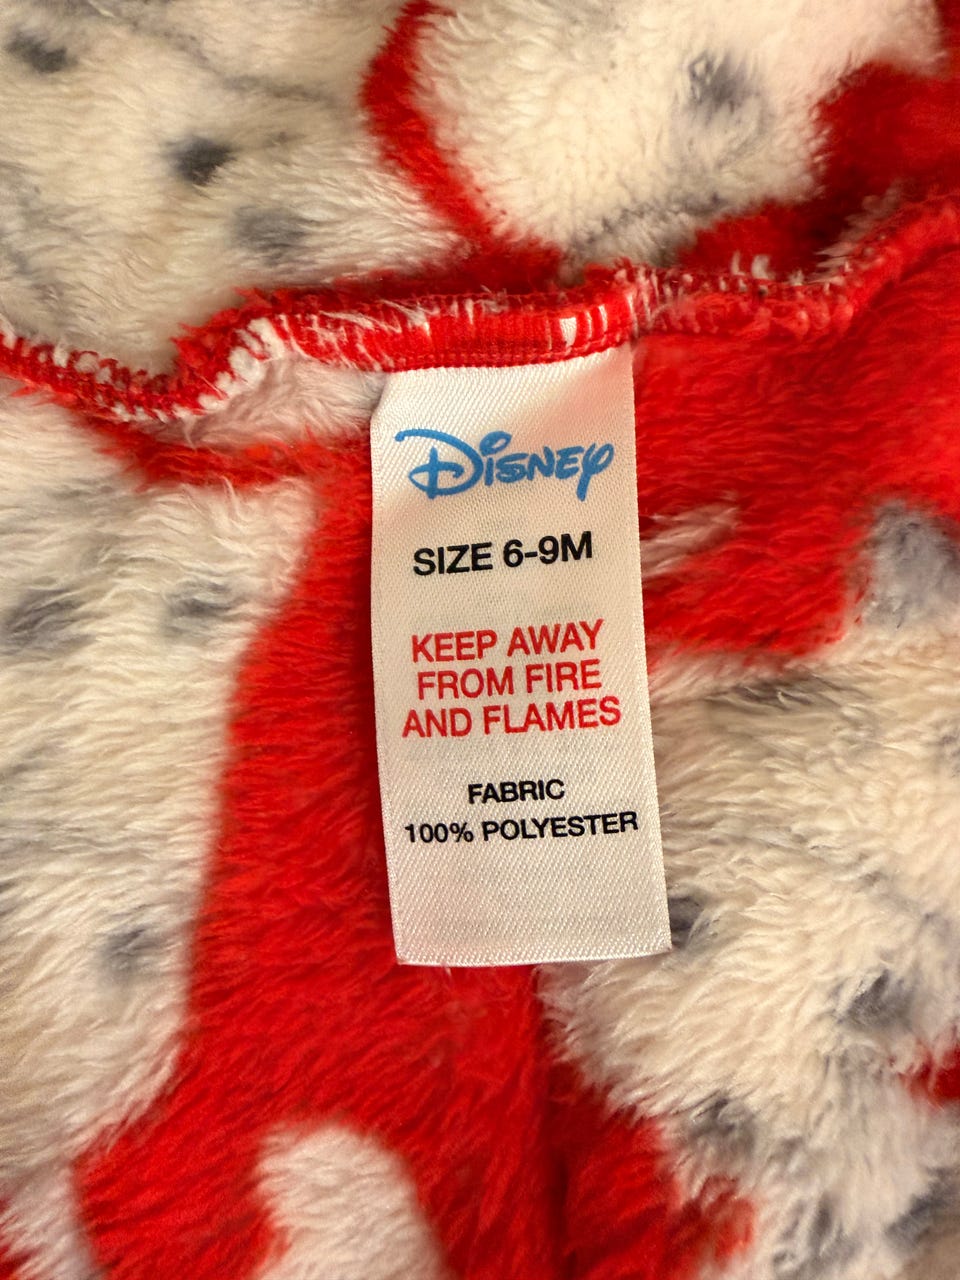 Disney
SIZE 6-9M
KEEP AWAY
FROM FIRE
AND FLAMES
FABRIC
100% POLYESTER